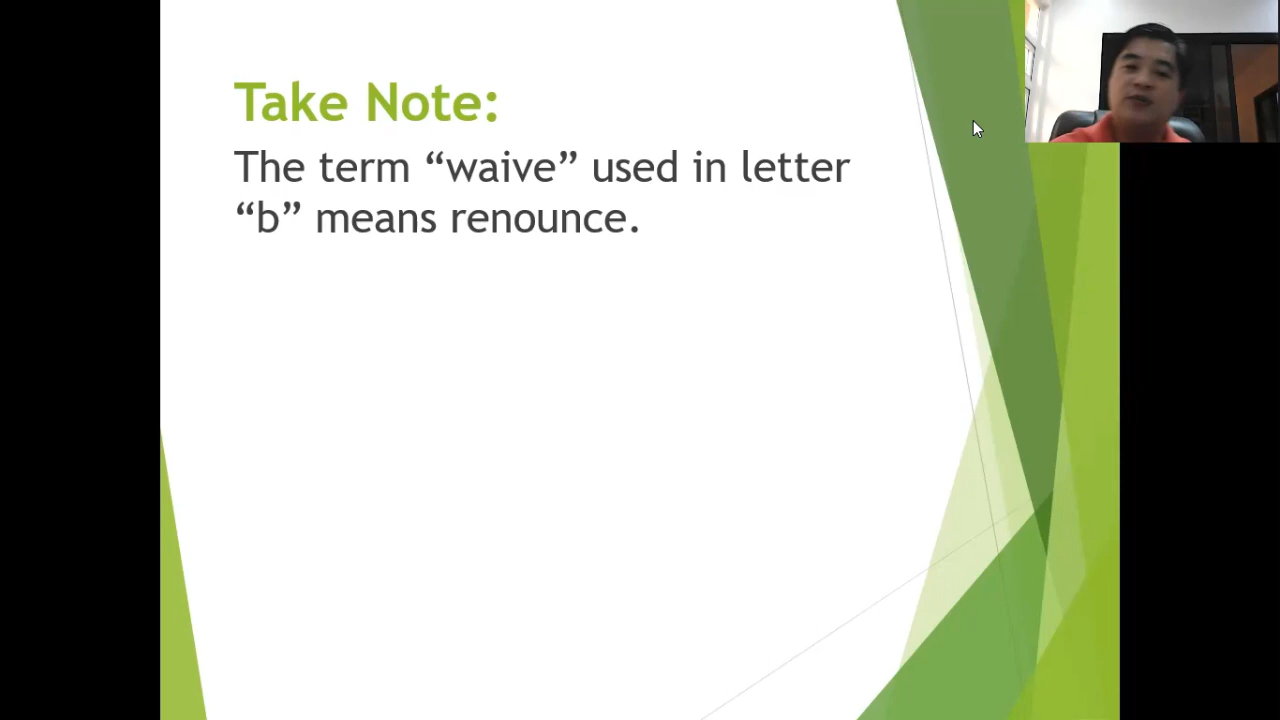 Take Note:
The term “waive” used in letter
“b” means renounce.